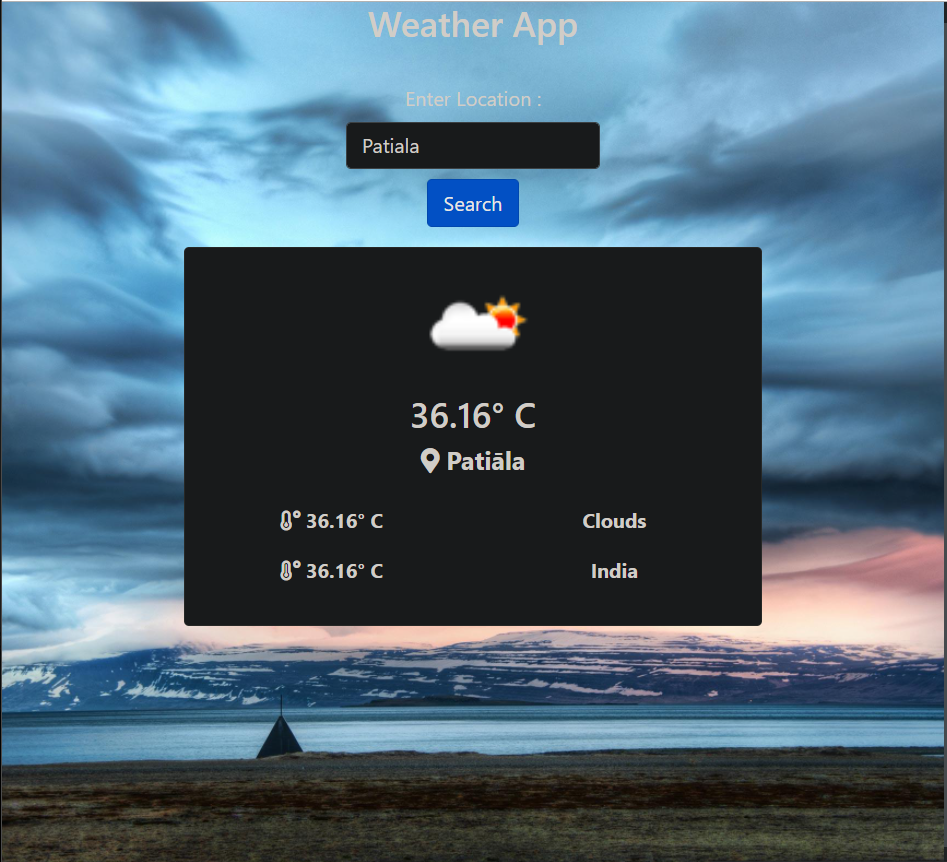 Weather App
Enter Location :
Patiala
Search
36.16° C
Patiāla
36.16° C Clouds
36.16° C India